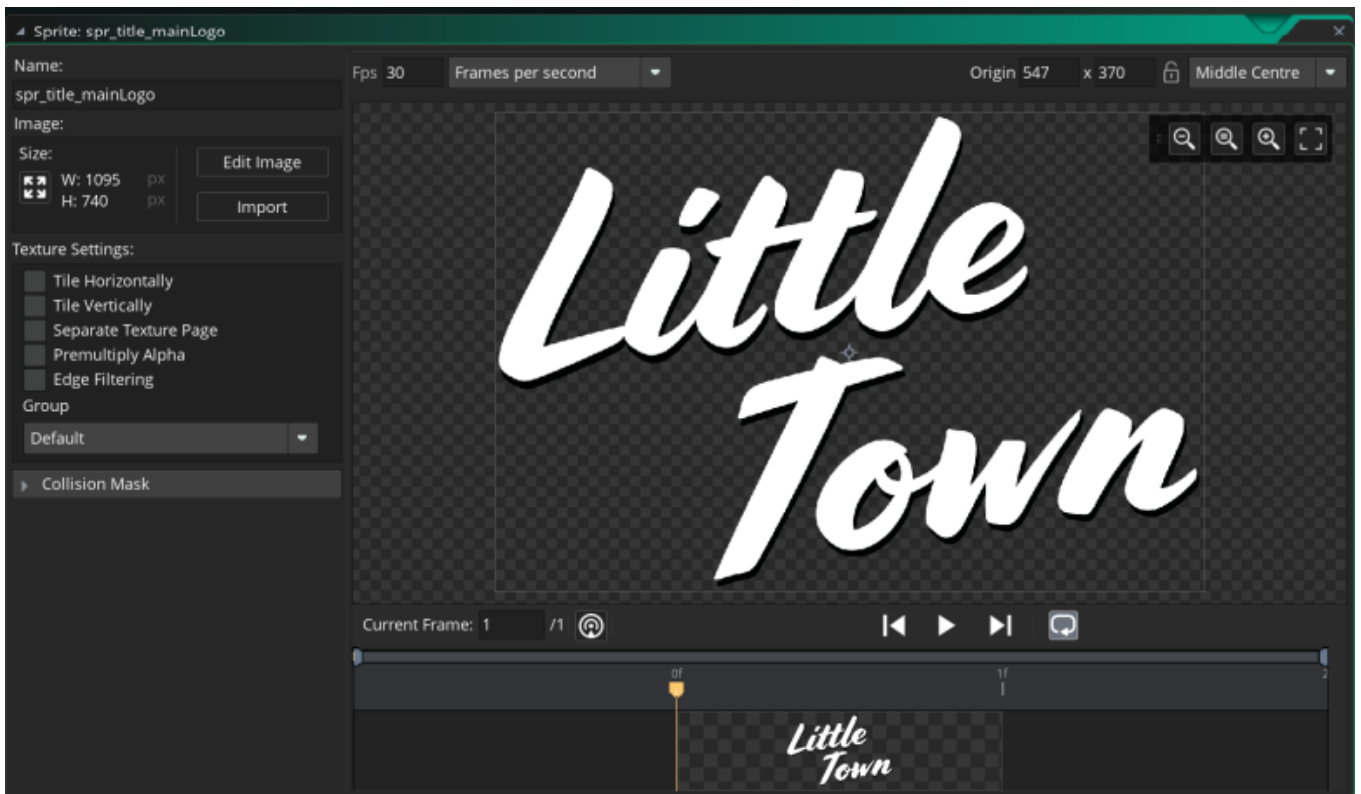 Sprite: spr_title_mainLogo
Name:
spr_title_mainLogo
Image:
Size:
W: 1095 px
H: 740 px
Edit Image
Import
Texture Settings:
Tile Horizontally
Tile Vertically
Separate Texture Page
Premultiply Alpha
Edge Filtering
Group
Default
Collision Mask
Fps 30 Frames per second
Origin 547 x 370 Middle Centre
Little
Town
Current Frame: 1 /1
0f 1f 2
Little
Town